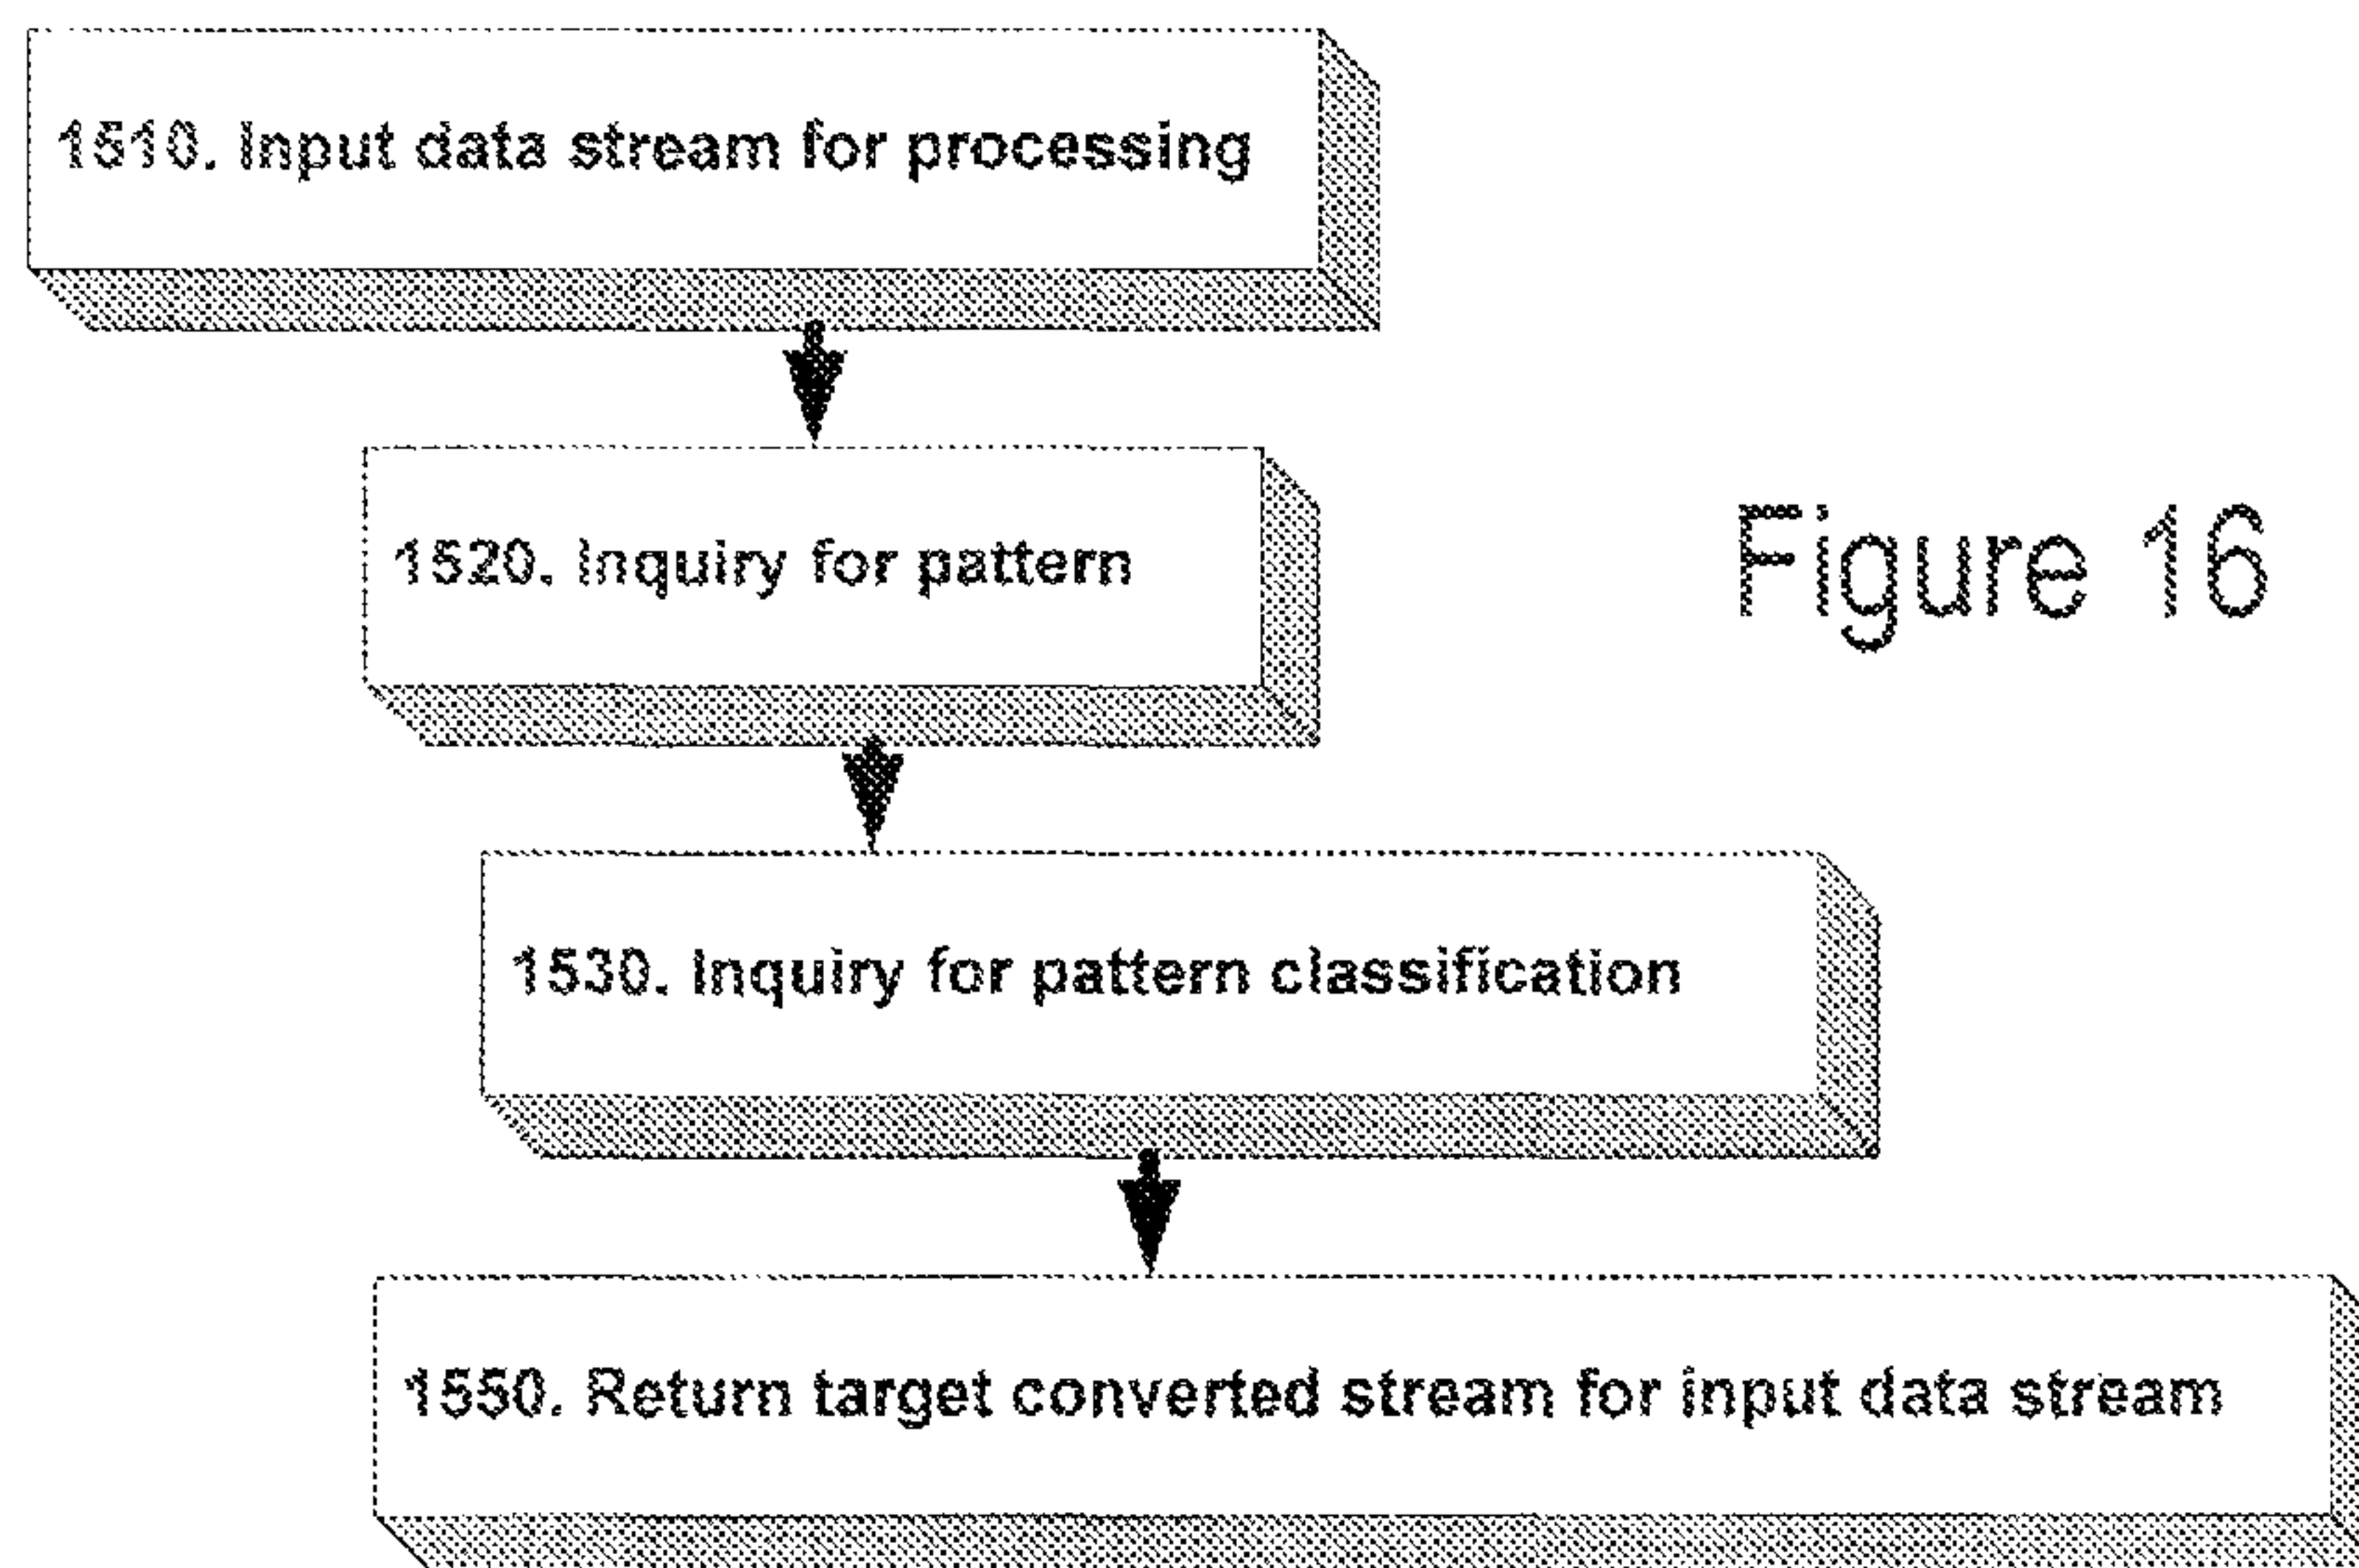 1510. Input data stream for processing
1520. Inquiry for pattern
Figure 16
1530. Inquiry for pattern classification
1550. Return target converted stream for input data stream